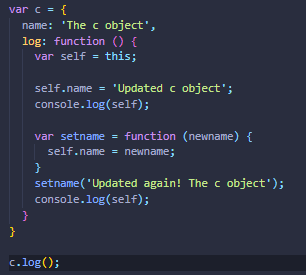 var c = {
  name: 'The c object',
  log: function () {
    var self = this;

    self.name = 'Updated c object';
    console.log(self);

    var setname = function (newname) {
      self.name = newname;
    }
    setname('Updated again! The c object');
    console.log(self);
  }
}

c.log();